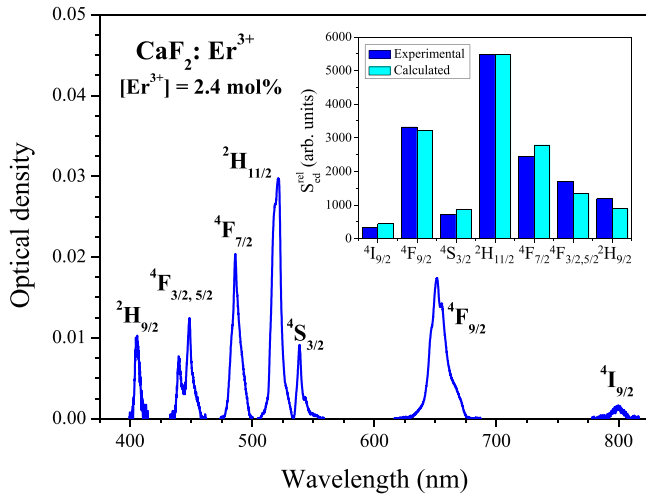 CaF₂: Er³⁺
[Er³⁺] = 2.4 mol%
Optical density
0.05
0.04
0.03
0.02
0.01
0.00
400
500
600
700
800
Wavelength (nm)
²H₉/₂
⁴F₃/₂, ₅/₂
⁴F₇/₂
²H₁₁/₂
⁴S₃/₂
⁴F₉/₂
⁴I₉/₂
Experimental
Calculated
S_cd^rel (arb. units)
6000
5000
4000
3000
2000
1000
0
⁴I₉/₂ ⁴F₉/₂ ⁴S₃/₂ ²H₁₁/₂ ⁴F₇/₂ ⁴F₃/₂,₅/₂ ²H₉/₂